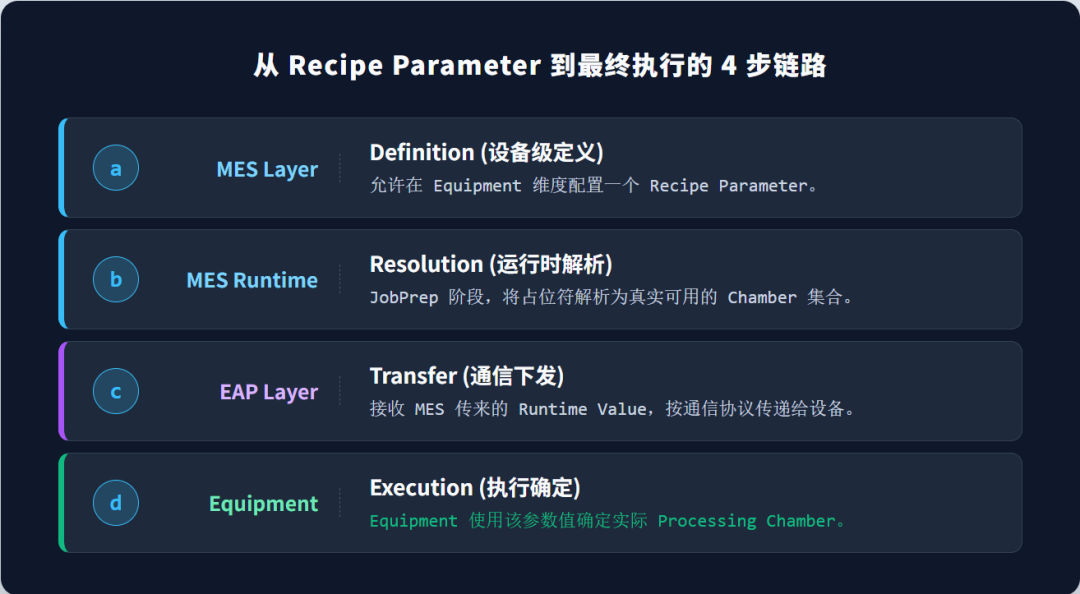 从 Recipe Parameter 到最终执行的 4 步链路
a
MES Layer
Definition (设备级定义)
允许在 Equipment 维度配置一个 Recipe Parameter。
b
MES Runtime
Resolution (运行时解析)
JobPrep 阶段，将占位符解析为真实可用的 Chamber 集合。
c
EAP Layer
Transfer (通信下发)
接收 MES 传来的 Runtime Value，按通信协议传递给设备。
d
Equipment
Execution (执行确定)
Equipment 使用该参数值确定实际 Processing Chamber。